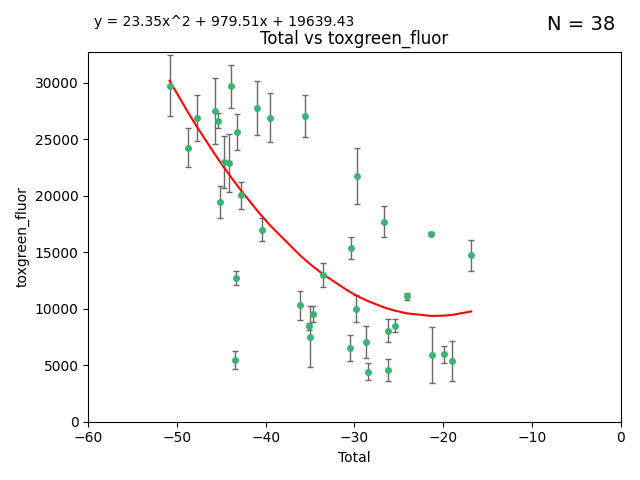 y = 23.35x^2 + 979.51x + 19639.43
N = 38
Total vs toxgreen_fluor
toxgreen_fluor
30000
25000
20000
15000
10000
5000
0
−60 −50 −40 −30 −20 −10 0
Total